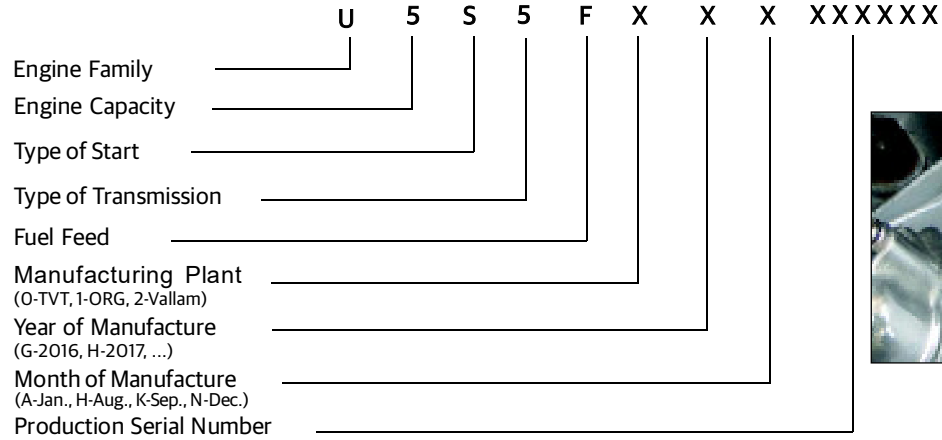 U 5 S 5 F X X X XXXXXX
Engine Family
Engine Capacity
Type of Start
Type of Transmission
Fuel Feed
Manufacturing Plant
(0-TVT, 1-ORG, 2-Vallam)
Year of Manufacture
(G-2016, H-2017, ...)
Month of Manufacture
(A-Jan., H-Aug., K-Sep., N-Dec.)
Production Serial Number